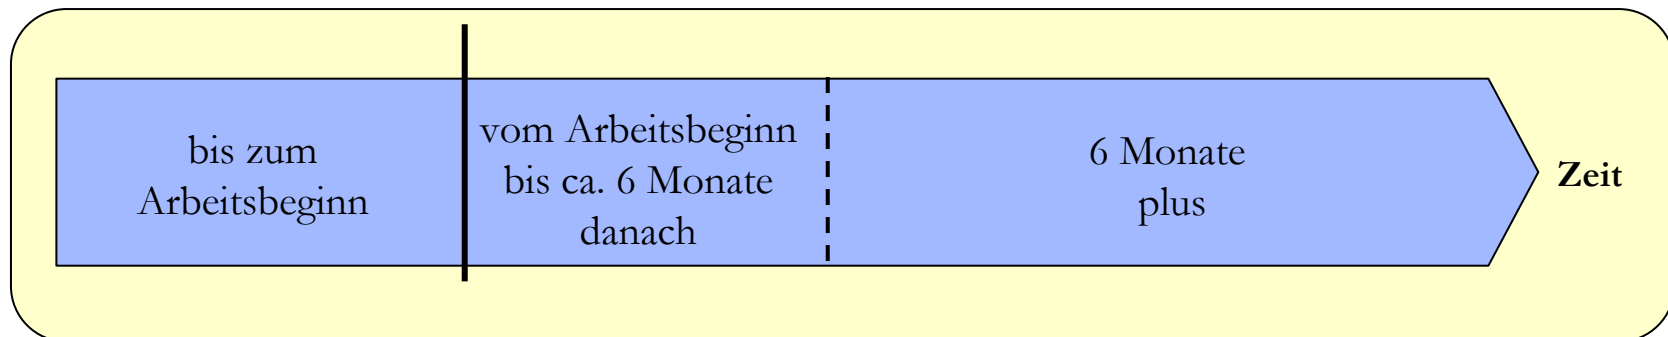 bis zum
Arbeitsbeginn
vom Arbeitsbeginn
bis ca. 6 Monate
danach
6 Monate
plus
Zeit